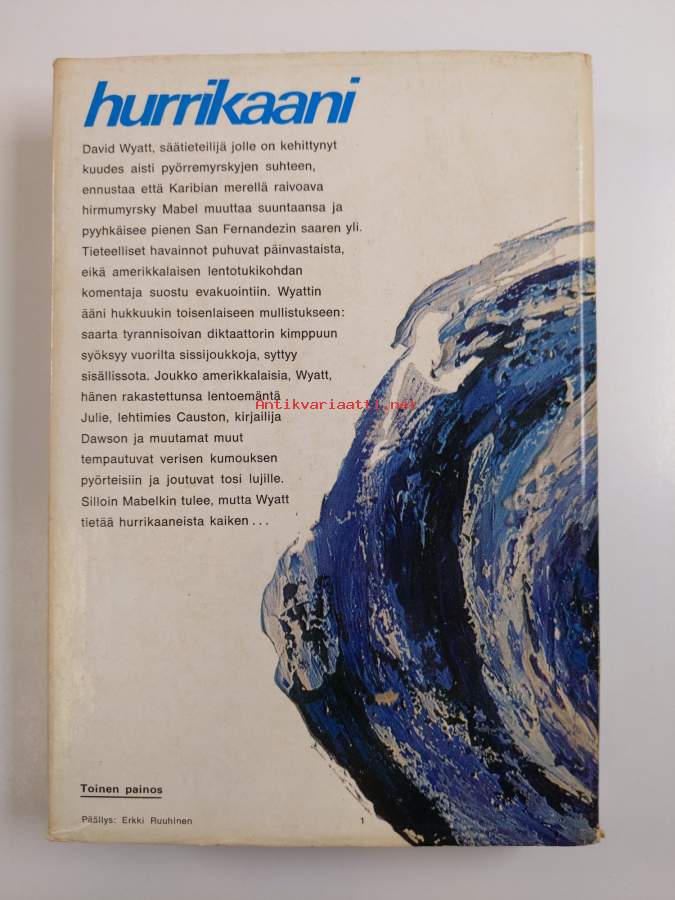 hurrikaani
David Wyatt, säätieteilijä jolle on kehittynyt
kuudes aisti pyörremyrskyjen suhteen,
ennustaa että Karibian merellä raivoava
hirmumyrsky Mabel muuttaa suuntaansa ja
pyyhkäisee pienen San Fernandezin saaren yli.
Tieteelliset havainnot puhuvat päinvastaista,
eikä amerikkalaisen lentotukikohdan
komentaja suostu evakuointiin. Wyattin
ääni hukkuukin toisenlaiseen mullistukseen:
saarta tyrannisoivan diktaattorin kimppuun
syöksyy vuorilta sissijoukkoja, syttyy
sisällissota. Joukko amerikkalaisia, Wyatt,
hänen rakastettunsa lentoemäntä
Antikvariaatti.net
Julie, lehtimies Causton, kirjailija
Dawson ja muutamat muut
tempautuvat verisen kumouksen
pyörteisiin ja joutuvat tosi lujille.
Silloin Mabelkin tulee, mutta Wyatt
tietää hurrikaaneista kaiken . . .
Toinen painos
Päällys: Erkki Ruuhinen 1